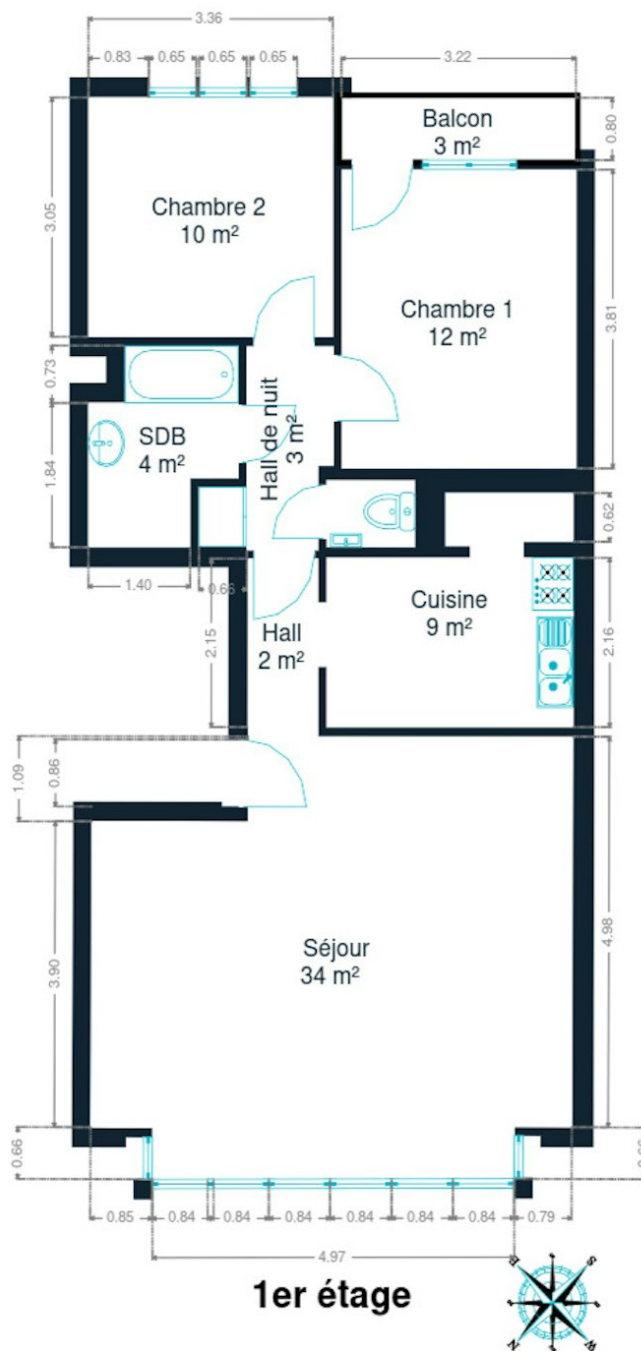 3.36
0.83 0.65 0.65 0.65
3.22
Balcon
3 m²
0.80
Chambre 2
10 m²
3.05
Chambre 1
12 m²
3.81
0.73
Hall de nuit
3 m²
SDB
4 m²
1.84
0.62
1.40
0.66
Cuisine
9 m²
2.15
Hall
2 m²
2.16
1.09
0.86
Séjour
34 m²
3.90
4.98
0.66
0.85 0.84 0.84 0.84 0.84 0.84 0.84 0.79
4.97
1er étage
E S
N W